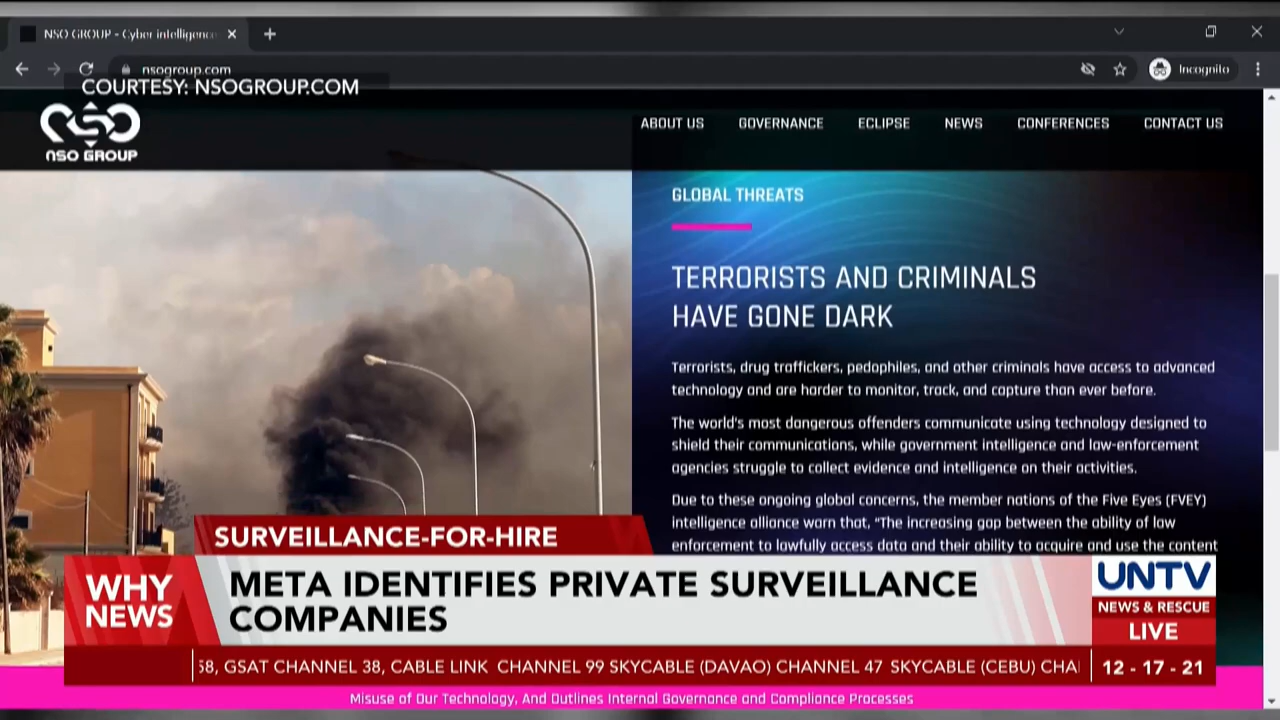 NSO GROUP - Cyber intelligence
nsogroup.com
Incognito
COURTESY: NSOGROUP.COM
NSO GROUP
ABOUT US GOVERNANCE ECLIPSE NEWS CONFERENCES CONTACT US
GLOBAL THREATS
TERRORISTS AND CRIMINALS
HAVE GONE DARK
Terrorists, drug traffickers, pedophiles, and other criminals have access to advanced
technology and are harder to monitor, track, and capture than ever before.
The world's most dangerous offenders communicate using technology designed to
shield their communications, while government intelligence and law-enforcement
agencies struggle to collect evidence and intelligence on their activities.
Due to these ongoing global concerns, the member nations of the Five Eyes (FVEY)
intelligence alliance warn that, “The increasing gap between the ability of law
enforcement to lawfully access data and their ability to acquire and use the content
SURVEILLANCE-FOR-HIRE
WHY
NEWS
META IDENTIFIES PRIVATE SURVEILLANCE
COMPANIES
UNTV
NEWS & RESCUE
LIVE
58, GSAT CHANNEL 38, CABLE LINK CHANNEL 99 SKYCABLE (DAVAO) CHANNEL 47 SKYCABLE (CEBU) CHA
12 - 17 - 21
Misuse of Our Technology, And Outlines Internal Governance and Compliance Processes